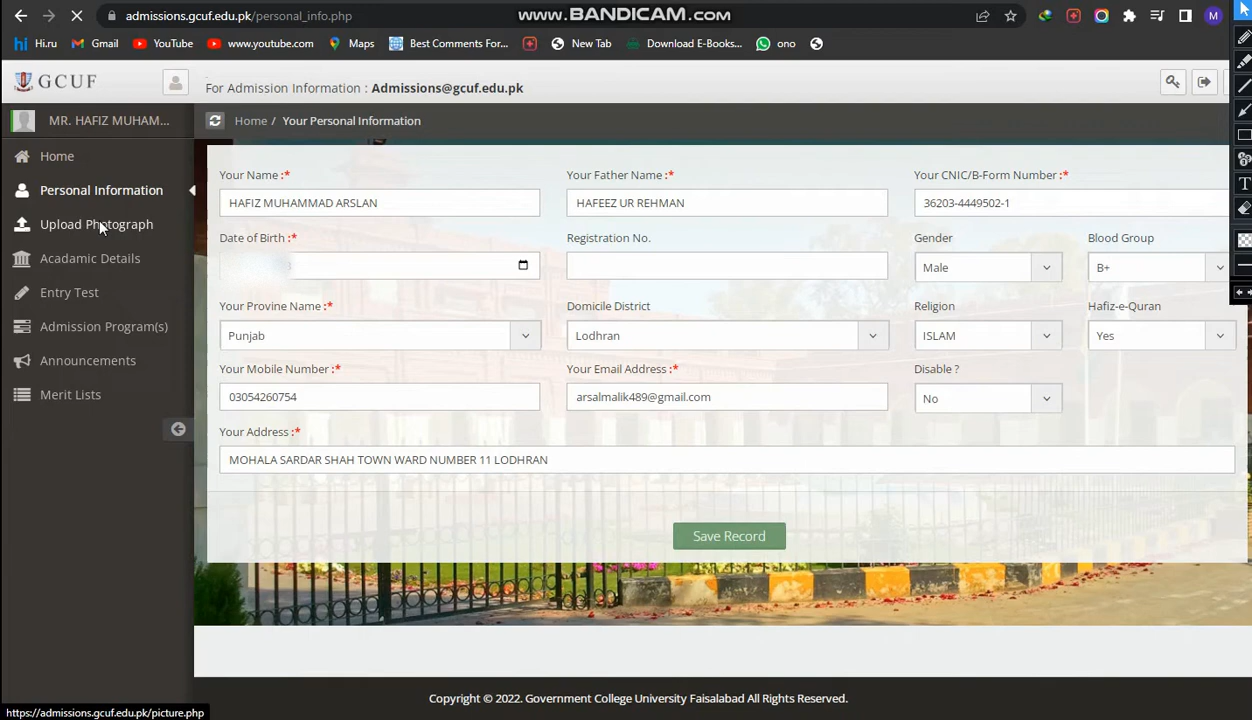 admissions.gcuf.edu.pk/personal_info.php
www.BANDICAM.com
M
Hi.ru
Gmail
YouTube
www.youtube.com
Maps
Best Comments For...
New Tab
Download E-Books...
ono
GCUF
For Admission Information : Admissions@gcuf.edu.pk
MR. HAFIZ MUHAM...
Home / Your Personal Information
Home
Personal Information
Upload Photograph
Acadamic Details
Entry Test
Admission Program(s)
Announcements
Merit Lists
Your Name :*
Your Father Name :*
Your CNIC/B-Form Number :*
HAFIZ MUHAMMAD ARSLAN
HAFEEZ UR REHMAN
36203-4449502-1
Date of Birth :*
Registration No.
Gender
Blood Group
Male
B+
Your Provine Name :*
Domicile District
Religion
Hafiz-e-Quran
Punjab
Lodhran
ISLAM
Yes
Your Mobile Number :*
Your Email Address :*
Disable ?
03054260754
arsalmalik489@gmail.com
No
Your Address :*
MOHALA SARDAR SHAH TOWN WARD NUMBER 11 LODHRAN
Save Record
Copyright © 2022. Government College University Faisalabad All Rights Reserved.
https://admissions.gcuf.edu.pk/picture.php
T